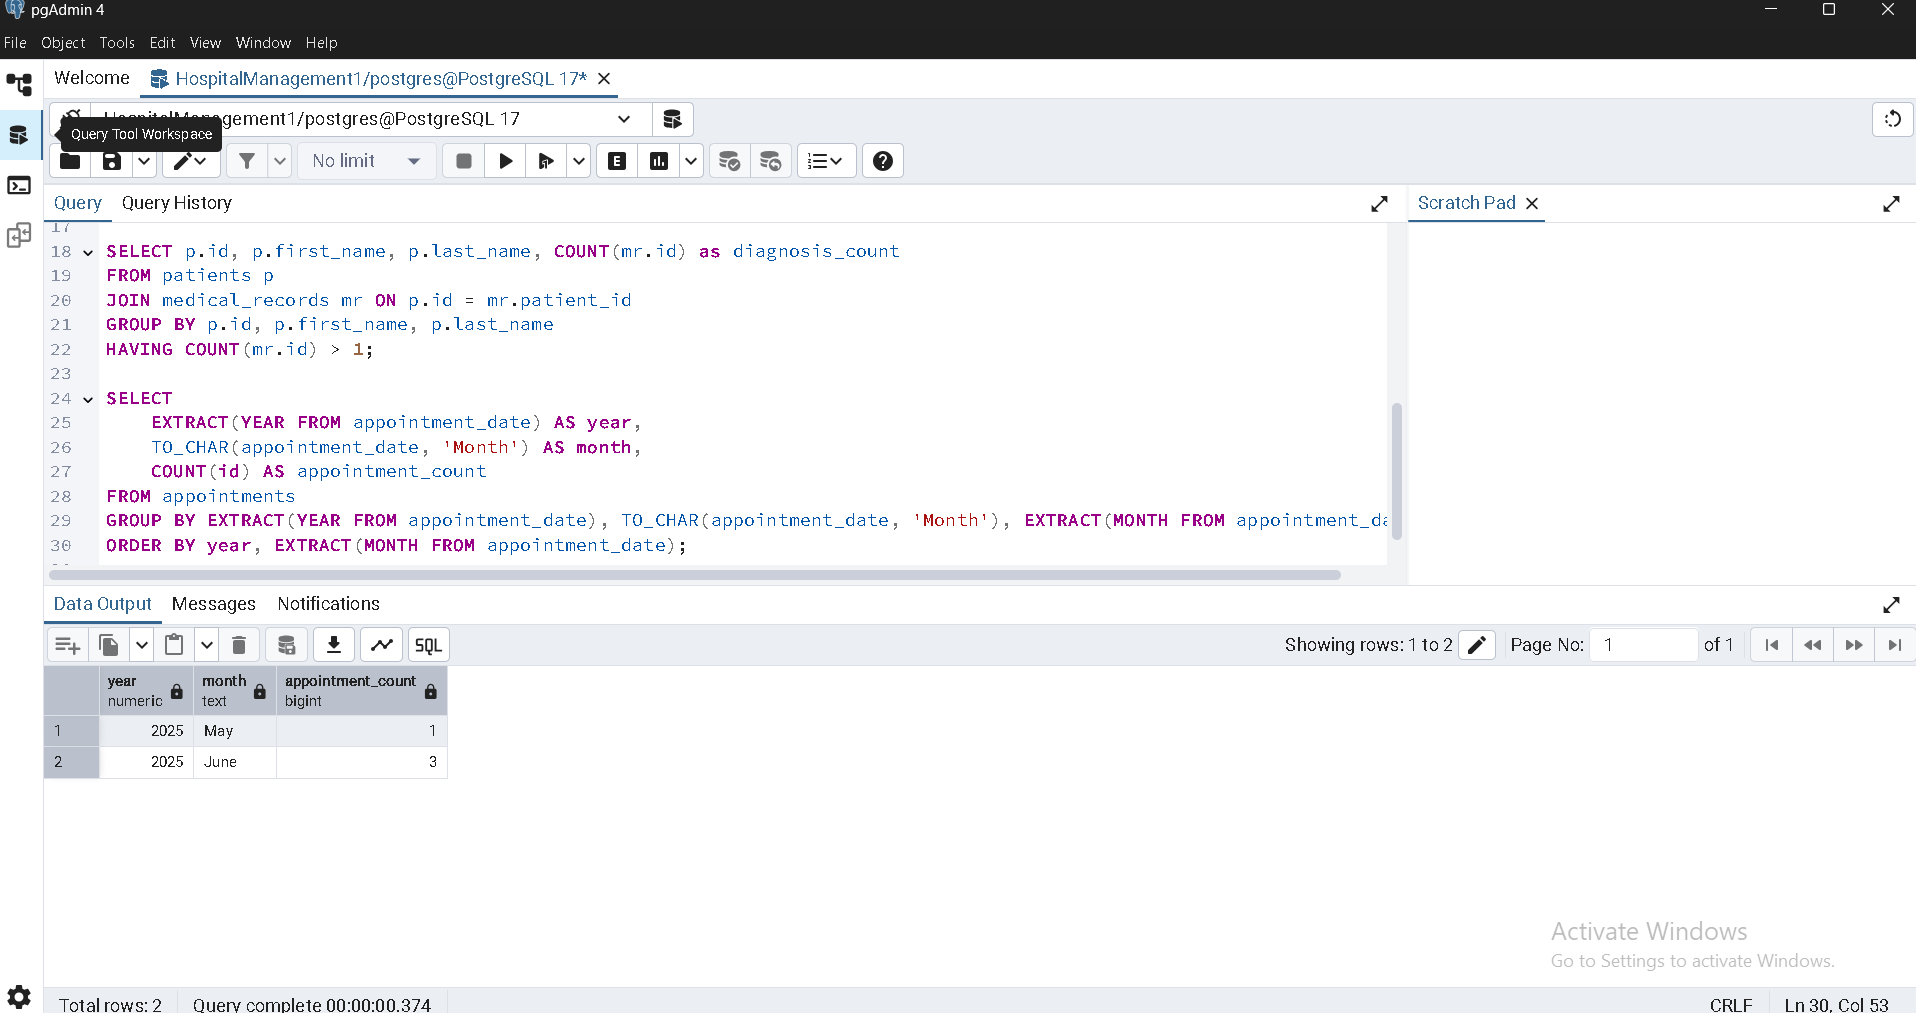 pgAdmin 4
File Object Tools Edit View Window Help
Welcome HospitalManagement1/postgres@PostgreSQL 17*
gement1/postgres@PostgreSQL 17
Query Tool Workspace
No limit
Query Query History
Scratch Pad
17
18 SELECT p.id, p.first_name, p.last_name, COUNT(mr.id) as diagnosis_count
19 FROM patients p
20 JOIN medical_records mr ON p.id = mr.patient_id
21 GROUP BY p.id, p.first_name, p.last_name
22 HAVING COUNT(mr.id) > 1;
23
24 SELECT
25 EXTRACT(YEAR FROM appointment_date) AS year,
26 TO_CHAR(appointment_date, 'Month') AS month,
27 COUNT(id) AS appointment_count
28 FROM appointments
29 GROUP BY EXTRACT(YEAR FROM appointment_date), TO_CHAR(appointment_date, 'Month'), EXTRACT(MONTH FROM appointment_da
30 ORDER BY year, EXTRACT(MONTH FROM appointment_date);
Data Output Messages Notifications
SQL
Showing rows: 1 to 2 Page No: 1 of 1
year month appointment_count
numeric text bigint
1 2025 May 1
2 2025 June 3
Activate Windows
Go to Settings to activate Windows.
Total rows: 2 Query complete 00:00:00.374 CRLF Ln 30, Col 53